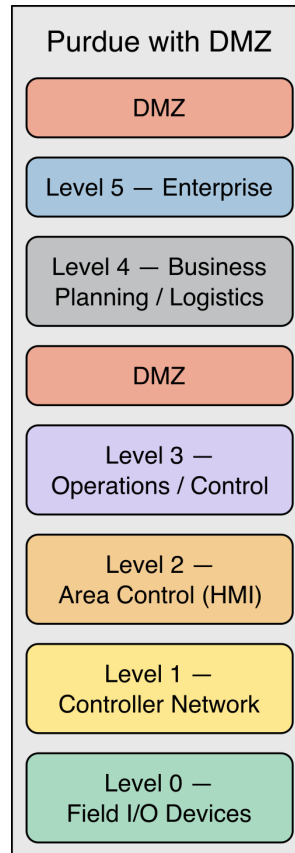 Purdue with DMZ
DMZ
Level 5 — Enterprise
Level 4 — Business
Planning / Logistics
DMZ
Level 3 —
Operations / Control
Level 2 —
Area Control (HMI)
Level 1 —
Controller Network
Level 0 —
Field I/O Devices